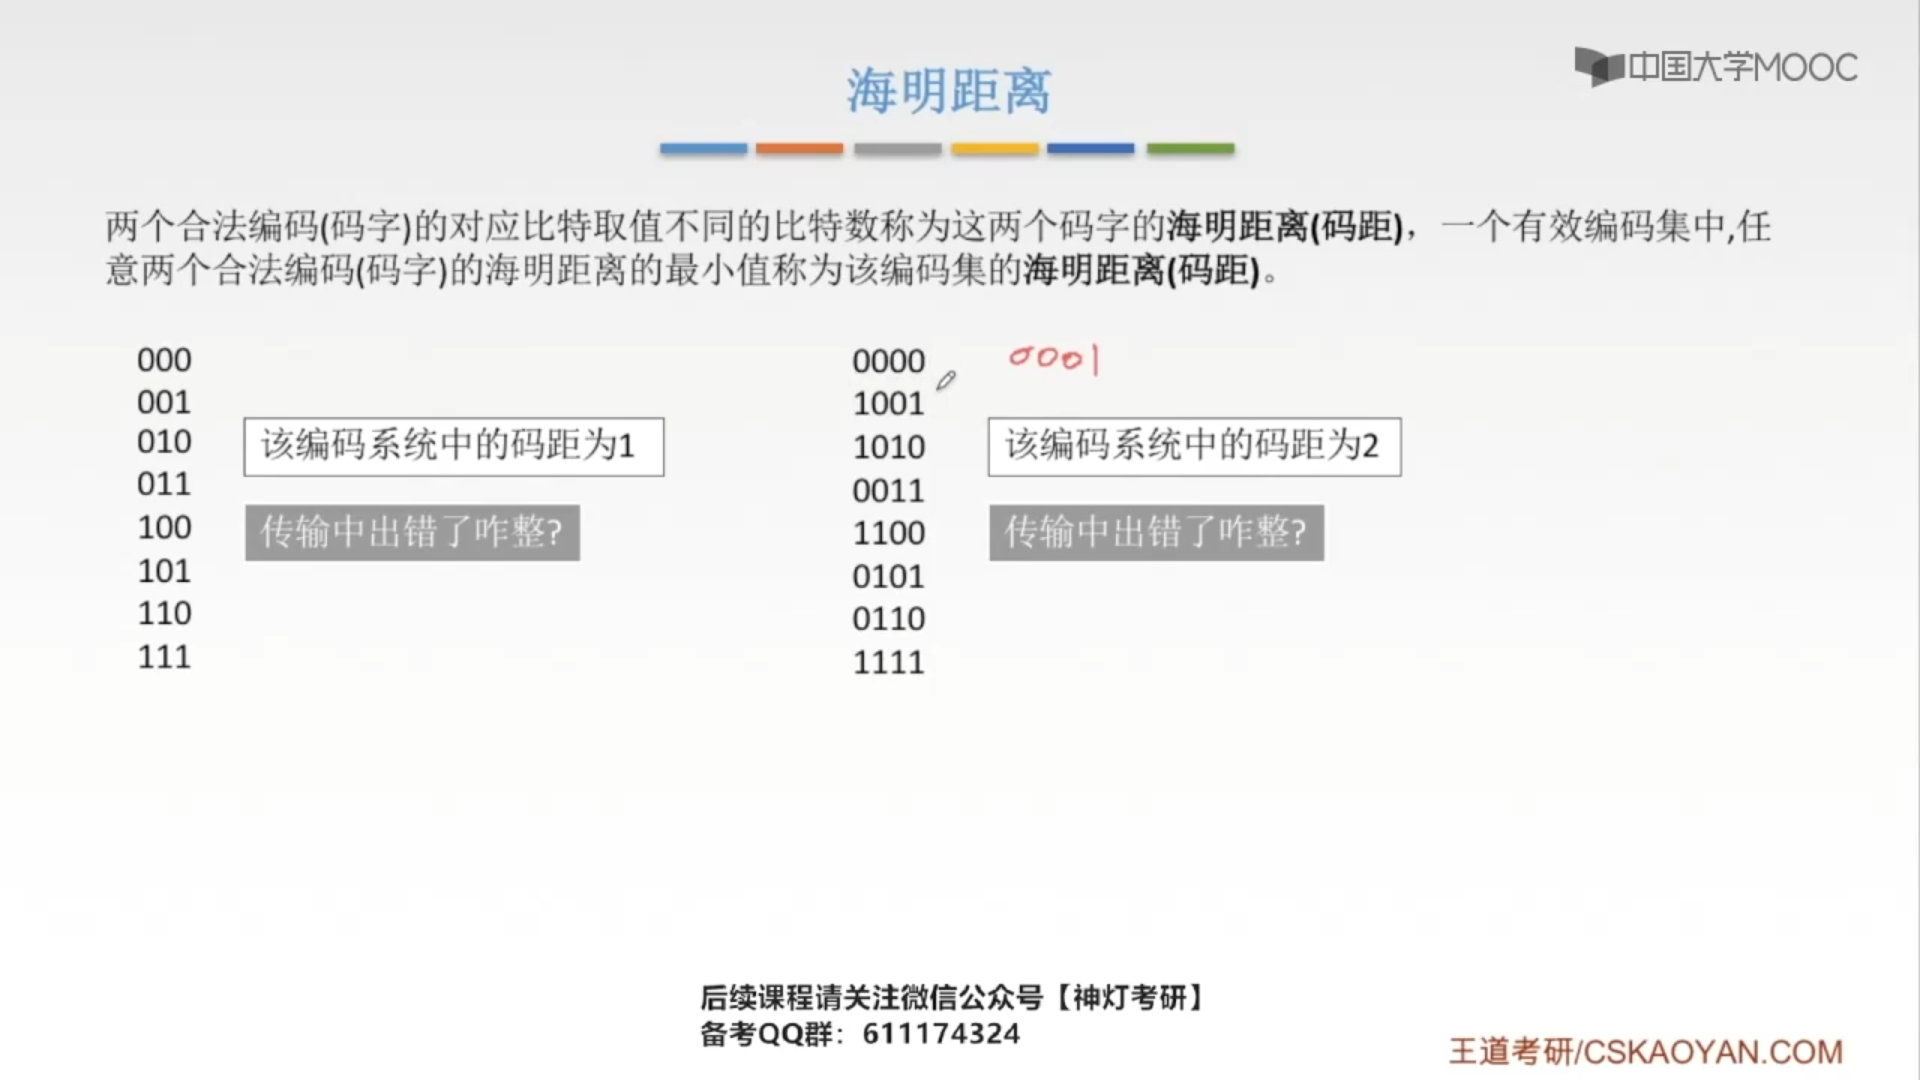 中国大学MOOC
海明距离
两个合法编码(码字)的对应比特取值不同的比特数称为这两个码字的海明距离(码距)，一个有效编码集中,任
意两个合法编码(码字)的海明距离的最小值称为该编码集的海明距离(码距)。
000
001
010
011
100
101
110
111
该编码系统中的码距为1
传输中出错了咋整?
0000
1001
1010
0011
1100
0101
0110
1111
0001
该编码系统中的码距为2
传输中出错了咋整?
后续课程请关注微信公众号【神灯考研】
备考QQ群：611174324
王道考研/CSKAOYAN.COM